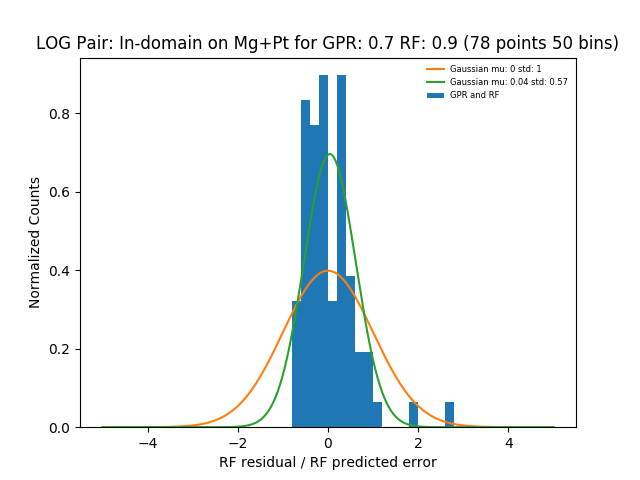 LOG Pair: In-domain on Mg+Pt for GPR: 0.7 RF: 0.9 (78 points 50 bins)
Gaussian mu: 0 std: 1
Gaussian mu: 0.04 std: 0.57
GPR and RF
Normalized Counts
0.8
0.6
0.4
0.2
0.0
−4 −2 0 2 4
RF residual / RF predicted error